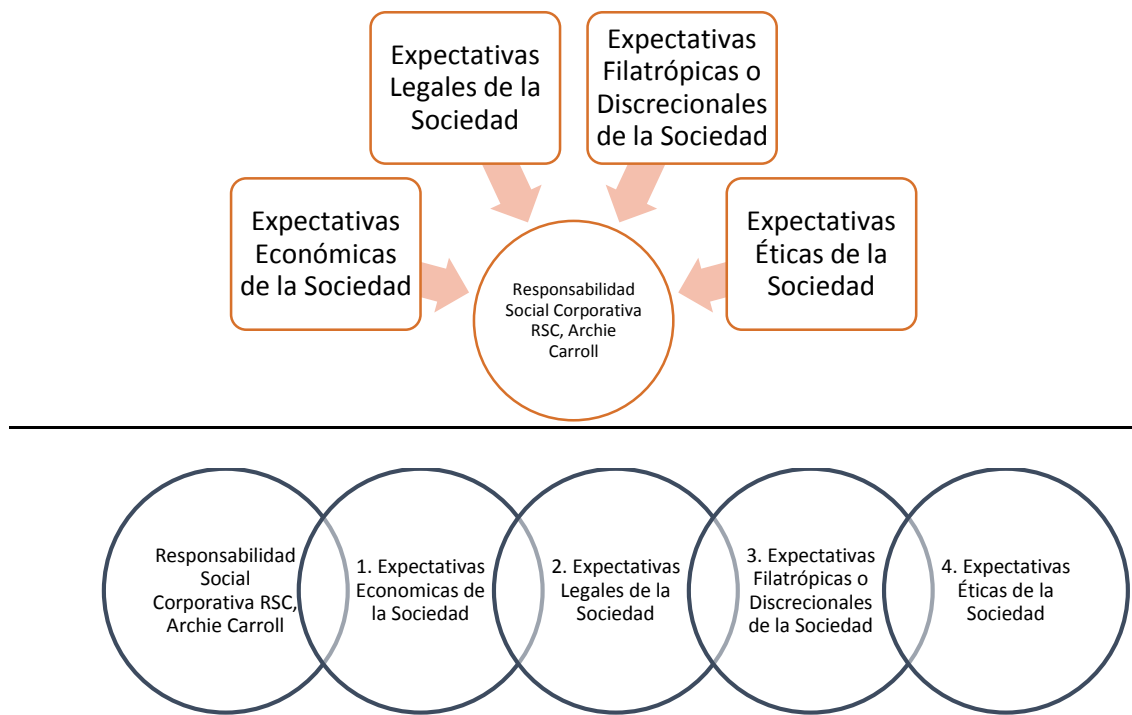 Expectativas
Legales de la
Sociedad
Expectativas
Filatrópicas o
Discrecionales
de la Sociedad
Expectativas
Económicas
de la Sociedad
Expectativas
Éticas de la
Sociedad
Responsabilidad
Social Corporativa
RSC, Archie
Carroll
Responsabilidad
Social
Corporativa RSC,
Archie Carroll
1. Expectativas
Economicas de
la Sociedad
2. Expectativas
Legales de la
Sociedad
3. Expectativas
Filatrópicas o
Discrecionales
de la Sociedad
4. Expectativas
Éticas de la
Sociedad